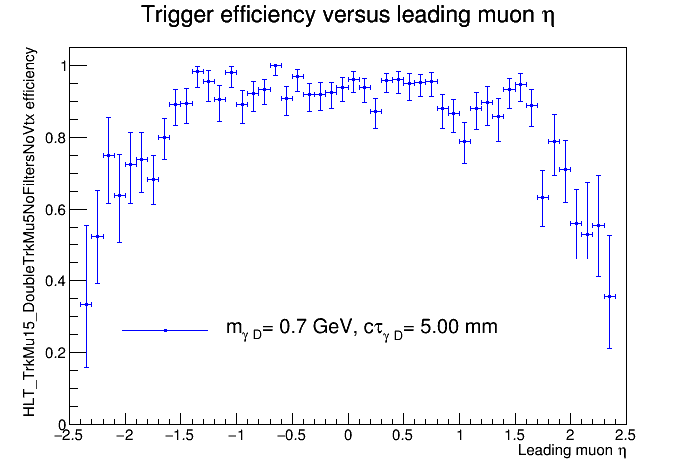 Trigger efficiency versus leading muon η
HLT_TrkMu15_DoubleTrkMu5NoFiltersNoVtx efficiency
1
0.8
0.6
0.4
0.2
0
m_γD = 0.7 GeV, cτ_γD = 5.00 mm
−2.5 −2 −1.5 −1 −0.5 0 0.5 1 1.5 2 2.5
Leading muon η